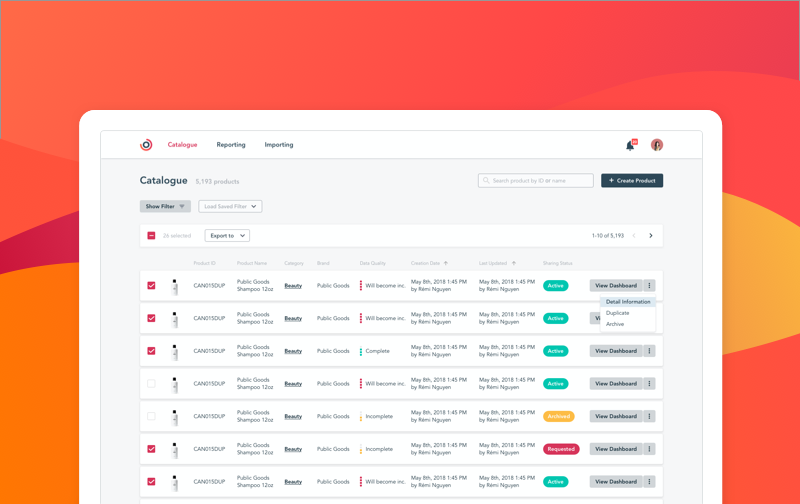 Catalogue Reporting Importing
Catalogue 5,193 products
Search product by ID or name
+ Create Product
Show Filter Load Saved Filter
26 selected Export to 1-10 of 5,193
Product ID Product Name Category Brand Data Quality Creation Date Last Updated Sharing Status
CAN015DUP Public Goods Shampoo 12oz Beauty Public Goods Will become inc. May 8th, 2018 1:45 PM by Rémi Nguyen May 8th, 2018 1:45 PM by Rémi Nguyen Active View Dashboard
Detail Information
Duplicate
Archive
CAN015DUP Public Goods Shampoo 12oz Beauty Public Goods Will become inc. May 8th, 2018 1:45 PM by Rémi Nguyen May 8th, 2018 1:45 PM by Rémi Nguyen Active
CAN015DUP Public Goods Shampoo 12oz Beauty Public Goods Complete May 8th, 2018 1:45 PM by Rémi Nguyen May 8th, 2018 1:45 PM by Rémi Nguyen Active View Dashboard
CAN015DUP Public Goods Shampoo 12oz Beauty Public Goods Will become inc. May 8th, 2018 1:45 PM by Rémi Nguyen May 8th, 2018 1:45 PM by Rémi Nguyen Active View Dashboard
CAN015DUP Public Goods Shampoo 12oz Beauty Public Goods Incomplete May 8th, 2018 1:45 PM by Rémi Nguyen May 8th, 2018 1:45 PM by Rémi Nguyen Archived View Dashboard
CAN015DUP Public Goods Shampoo 12oz Beauty Public Goods Incomplete May 8th, 2018 1:45 PM by Rémi Nguyen May 8th, 2018 1:45 PM by Rémi Nguyen Requested View Dashboard
CAN015DUP Public Goods Shampoo 12oz Beauty Public Goods Will become inc. May 8th, 2018 1:45 PM by Rémi Nguyen May 8th, 2018 1:45 PM by Rémi Nguyen Active View Dashboard